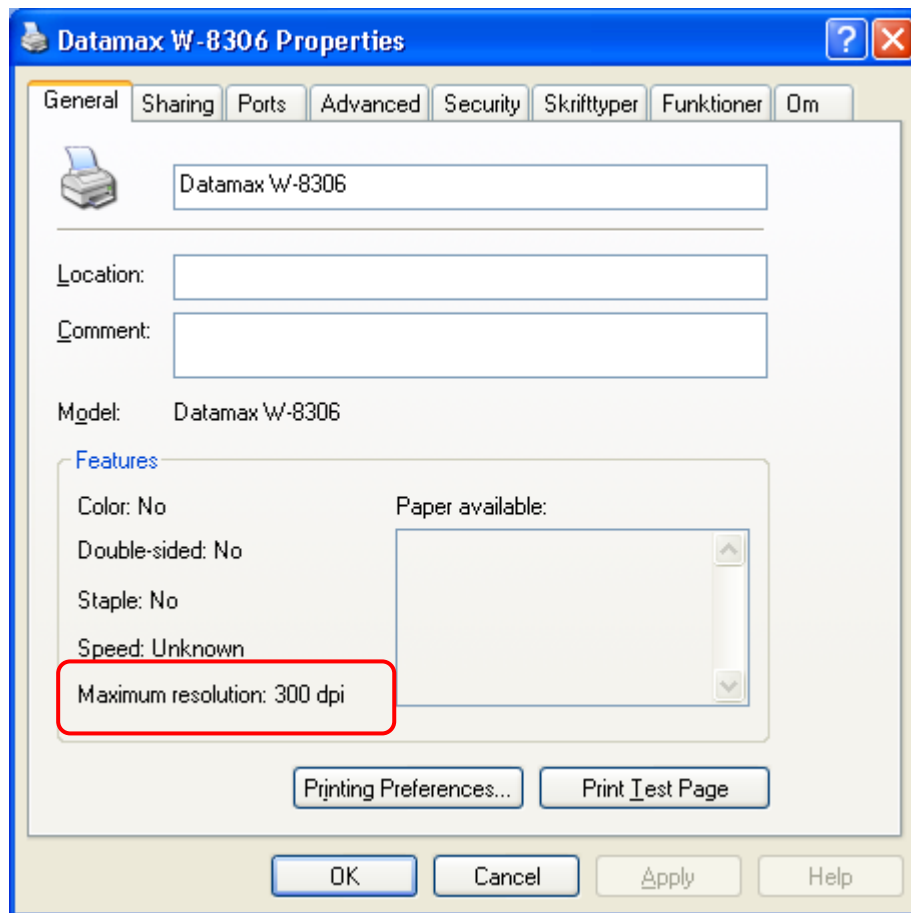 Datamax W-8306 Properties
General Sharing Ports Advanced Security Skrifttyper Funktioner Om
Datamax W-8306
Location:
Comment:
Model: Datamax W-8306
Features
Color: No Paper available:
Double-sided: No
Staple: No
Speed: Unknown
Maximum resolution: 300 dpi
Printing Preferences... Print Test Page
OK Cancel Apply Help